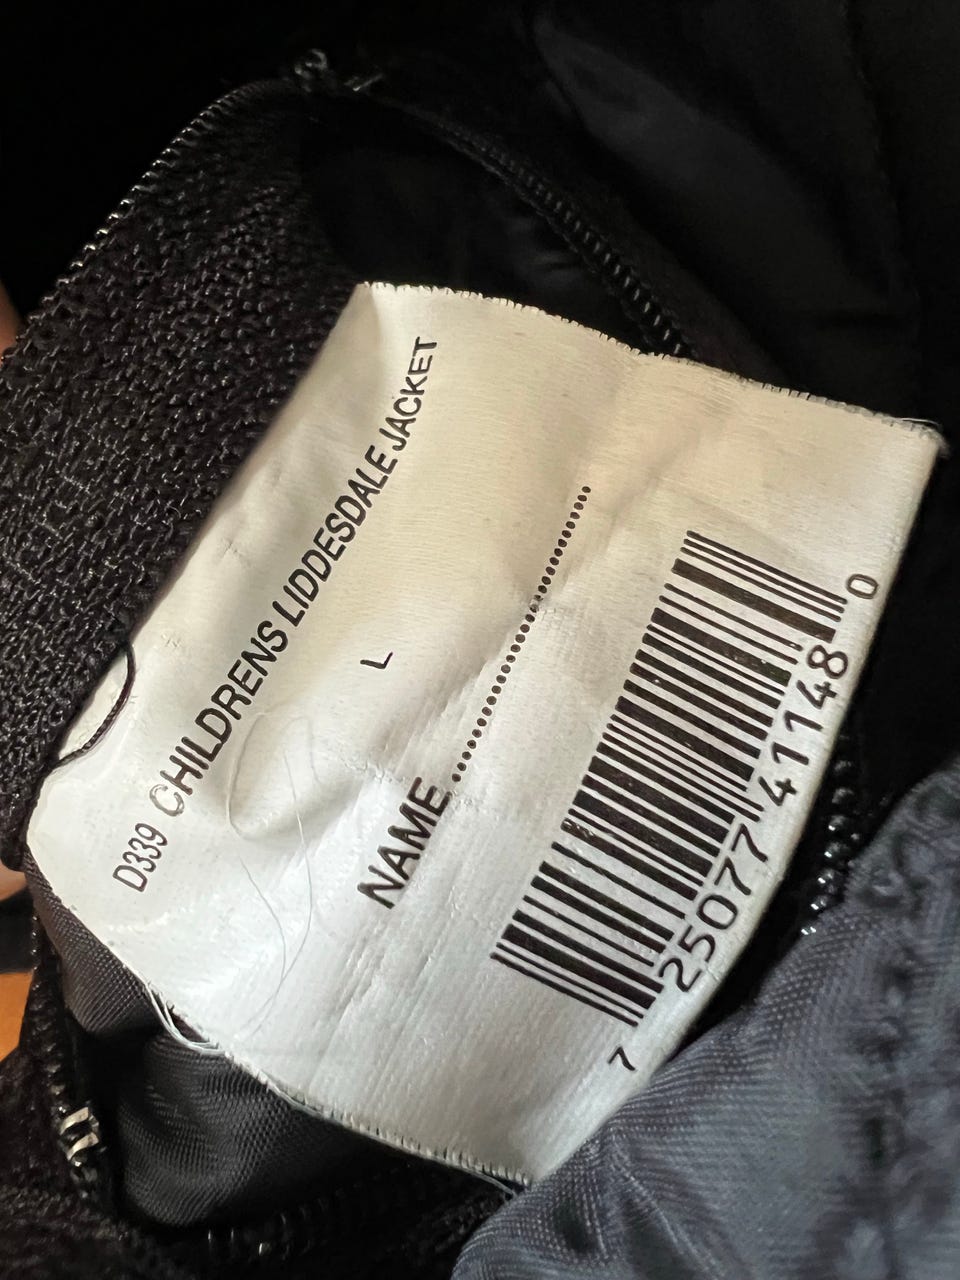 D339 CHILDRENS LIDDESDALE JACKET
L
NAME.................................
7 25077 41148 0